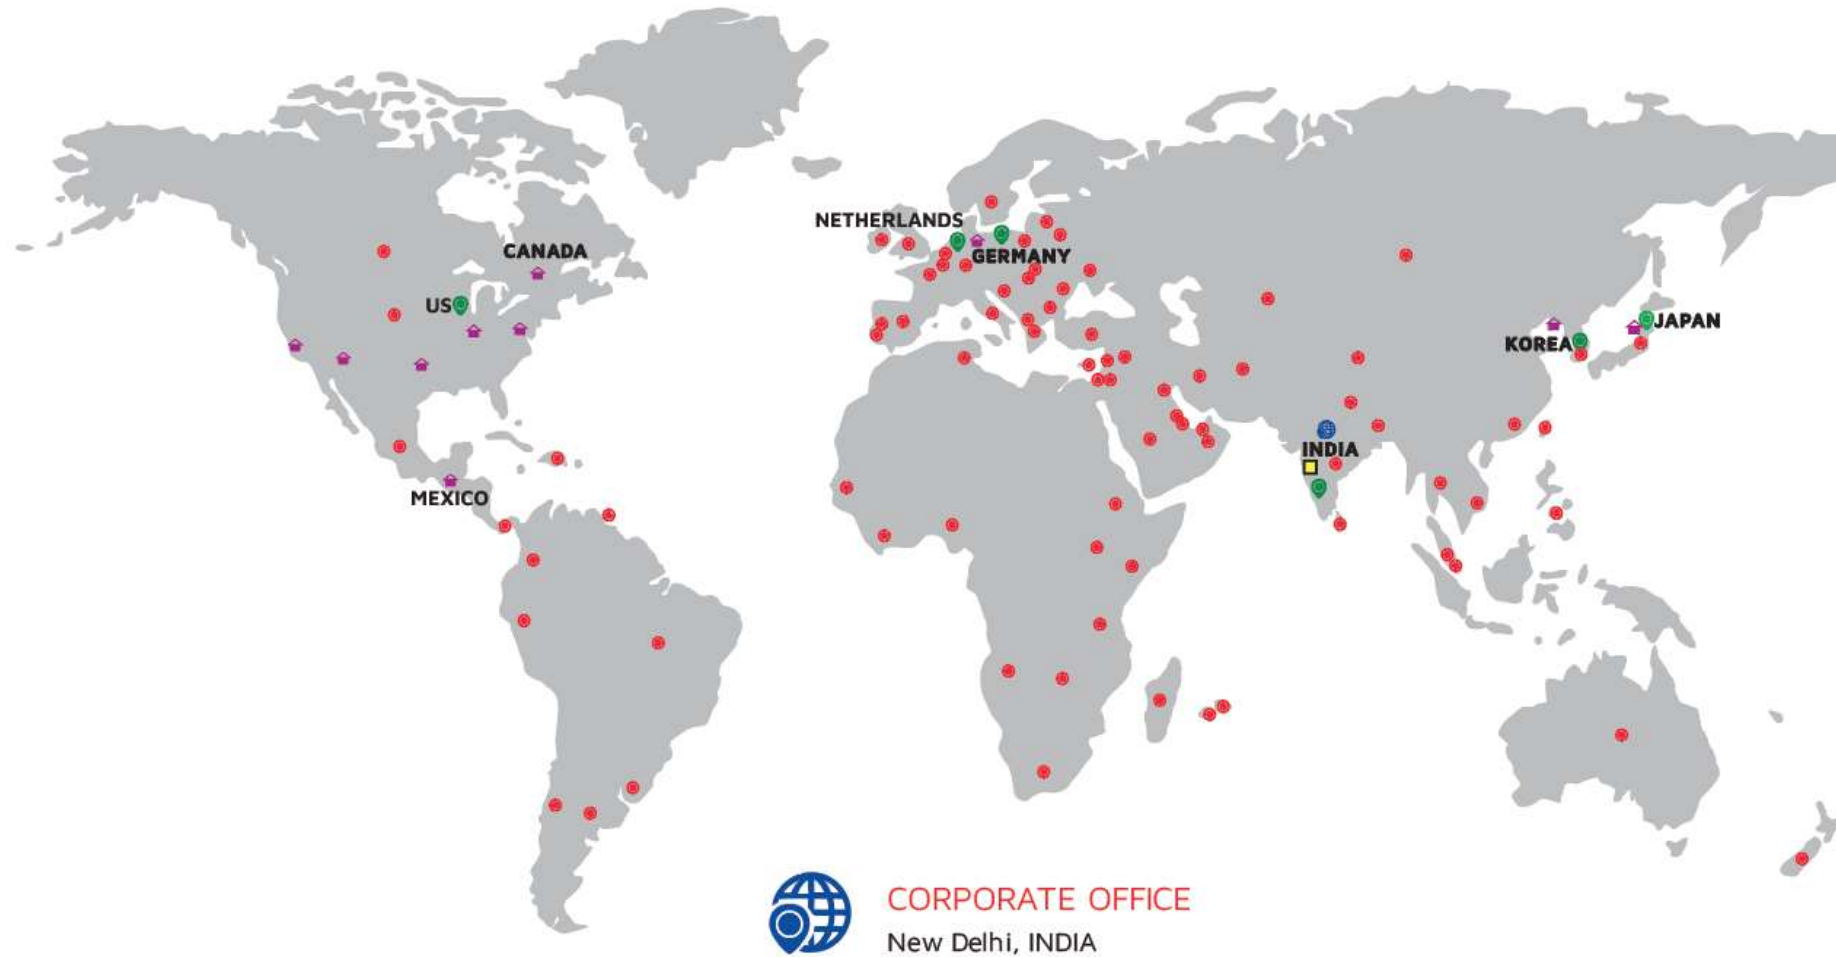 NETHERLANDS
CANADA
GERMANY
US
JAPAN
KOREA
INDIA
MEXICO
CORPORATE OFFICE
New Delhi, INDIA